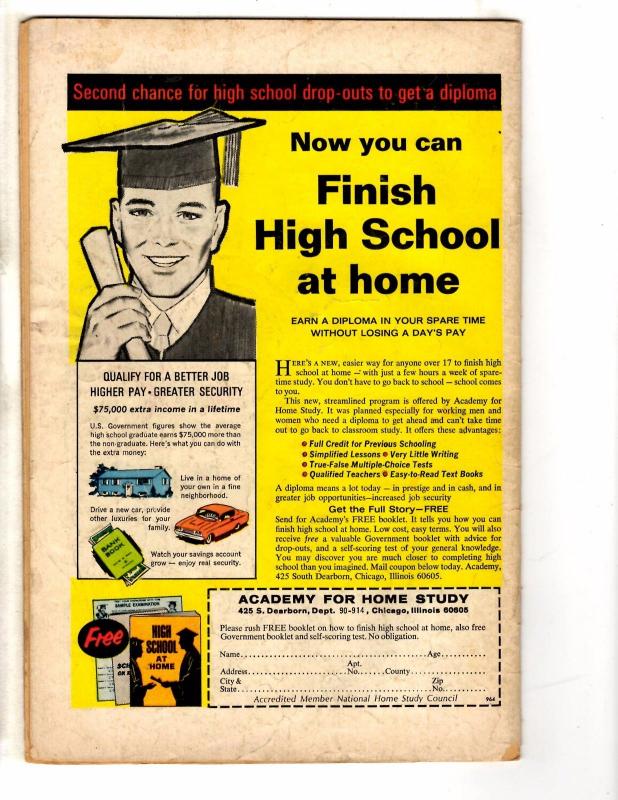 Second chance for high school drop-outs to get a diploma
Now you can
Finish
High School
at home
EARN A DIPLOMA IN YOUR SPARE TIME
WITHOUT LOSING A DAY'S PAY
HERE'S A NEW, easier way for anyone over 17 to finish high
school at home — with just a few hours a week of spare-
time study. You don't have to go back to school — school comes
to you.
This new, streamlined program is offered by Academy for
Home Study. It was planned especially for working men and
women who need a diploma to get ahead and can't take time
out to go back to classroom study. It offers these advantages:
• Full Credit for Previous Schooling
• Simplified Lessons • Very Little Writing
• True-False Multiple-Choice Tests
• Qualified Teachers • Easy-to-Read Text Books
A diploma means a lot today – in prestige and in cash, and in
greater job opportunities—increased job security
Get the Full Story—FREE
Send for Academy's FREE booklet. It tells you how you can
finish high school at home. Low cost, easy terms. You will also
receive free a valuable Government booklet with advice for
drop-outs, and a self-scoring test of your general knowledge.
You may discover you are much closer to completing high
school than you imagined. Mail coupon below today. Academy,
425 South Dearborn, Chicago, Illinois 60605.
QUALIFY FOR A BETTER JOB
HIGHER PAY • GREATER SECURITY
$75,000 extra income in a lifetime
U.S. Government figures show the average
high school graduate earns $75,000 more than
the non-graduate. Here's what you can do with
the extra money:
Live in a home of
your own in a fine
neighborhood.
Drive a new car, provide
other luxuries for your
family.
BANK
BOOK
Watch your savings account
grow — enjoy real security.
SAMPLE EXAMINATION
Free
HIGH
SCHOOL
AT
HOME
ACADEMY FOR HOME STUDY
425 S. Dearborn, Dept. 90-914, Chicago, Illinois 60605
Please rush FREE booklet on how to finish high school at home, also free
Government booklet and self-scoring test. No obligation.
Name Age
Apt.
Address No. County
City & Zip
State No.
Accredited Member National Home Study Council 964